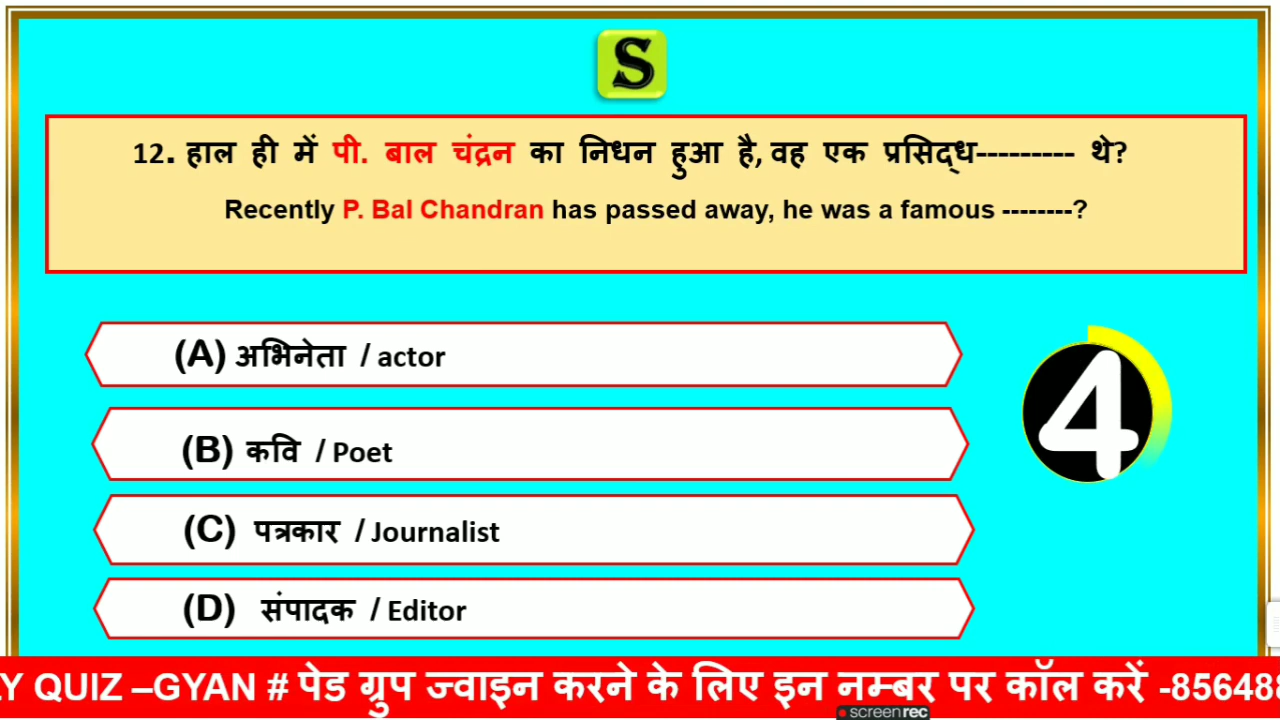 S
12. हाल ही में पी. बाल चंद्रन का निधन हुआ है, वह एक प्रसिद्ध--------- थे?
Recently P. Bal Chandran has passed away, he was a famous --------?
(A) अभिनेता / actor
4
(B) कवि / Poet
(C) पत्रकार / Journalist
(D) संपादक / Editor
Y QUIZ –GYAN # पेड ग्रुप ज्वाइन करने के लिए इन नम्बर पर कॉल करें -85648
screenrec